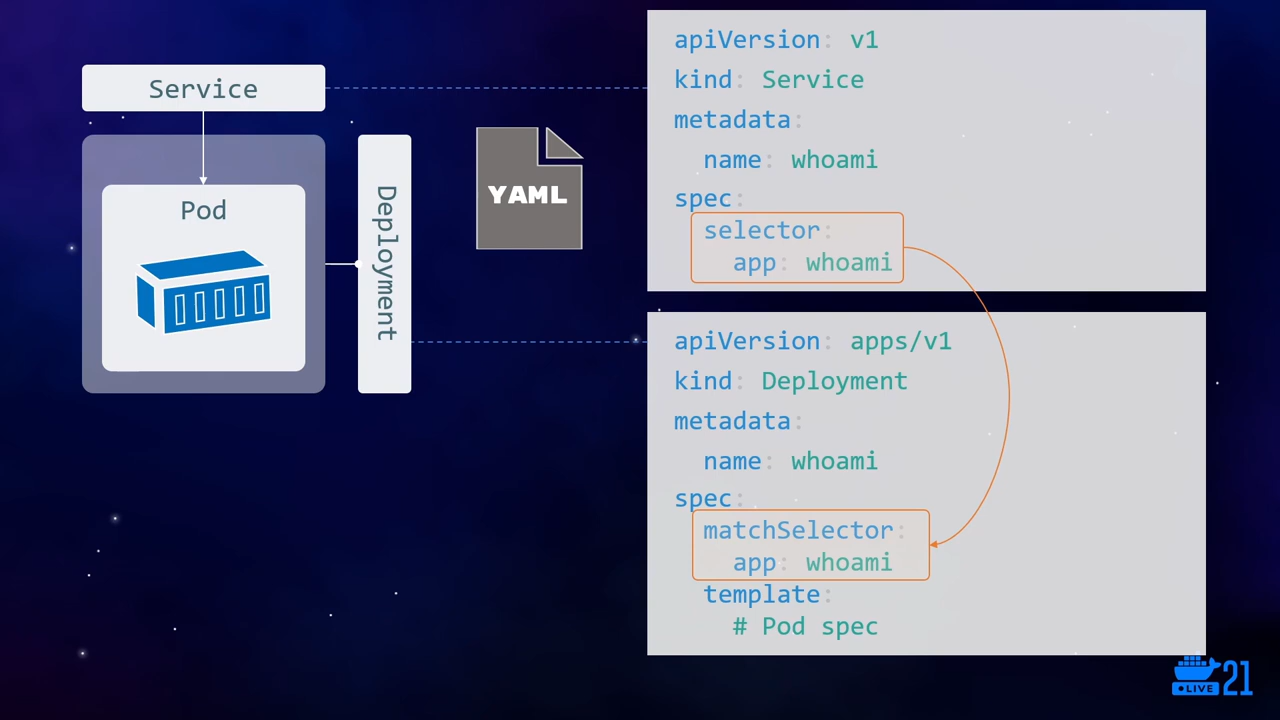 Service
Pod
Deployment
YAML
apiVersion: v1
kind: Service
metadata:
  name: whoami
spec:
  selector:
    app: whoami
apiVersion: apps/v1
kind: Deployment
metadata:
  name: whoami
spec:
  matchSelector:
    app: whoami
  template:
    # Pod spec
LIVE 21